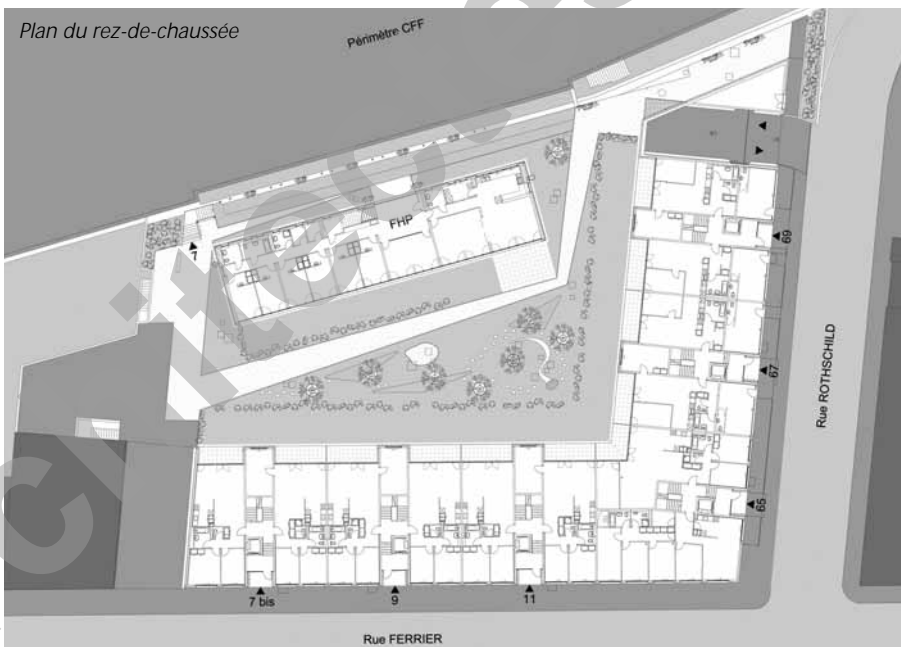 Plan du rez-de-chaussée
Périmètre CFF
FHP
7
69
67
65
Rue ROTHSCHILD
7 bis
9
11
Rue FERRIER